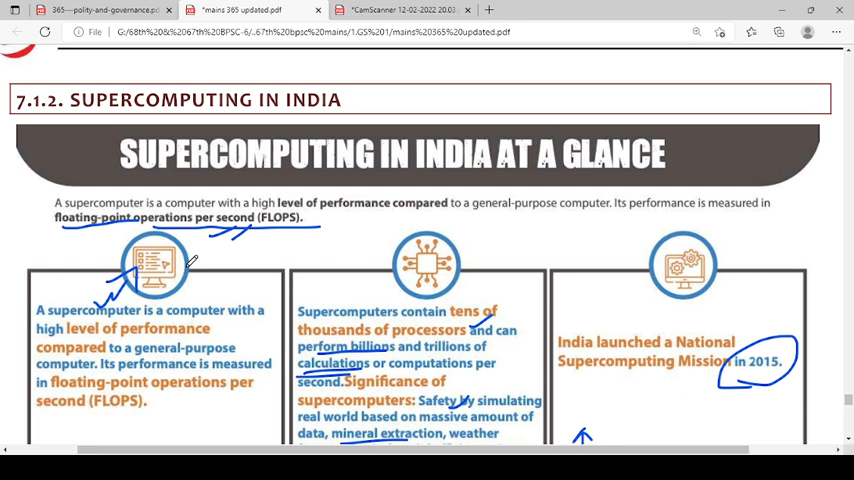 365---polity-and-governance.pd
*mains 365 updated.pdf
*CamScanner 12-02-2022 20.03.p
File
G:/68th%20&%2067th%20BPSC-6/..67th%20bpsc%20mains/1.GS%201/mains%20365%20updated.pdf
7.1.2. SUPERCOMPUTING IN INDIA
SUPERCOMPUTING IN INDIA AT A GLANCE
A supercomputer is a computer with a high level of performance compared to a general-purpose computer. Its performance is measured in
floating-point operations per second (FLOPS).
A supercomputer is a computer with a
high level of performance
compared to a general-purpose
computer. Its performance is measured
in floating-point operations per
second (FLOPS).
Supercomputers contain tens of
thousands of processors and can
perform billions and trillions of
calculations or computations per
second.Significance of
supercomputers: Safety by simulating
real world based on massive amount of
data, mineral extraction, weather
India launched a National
Supercomputing Mission in 2015.